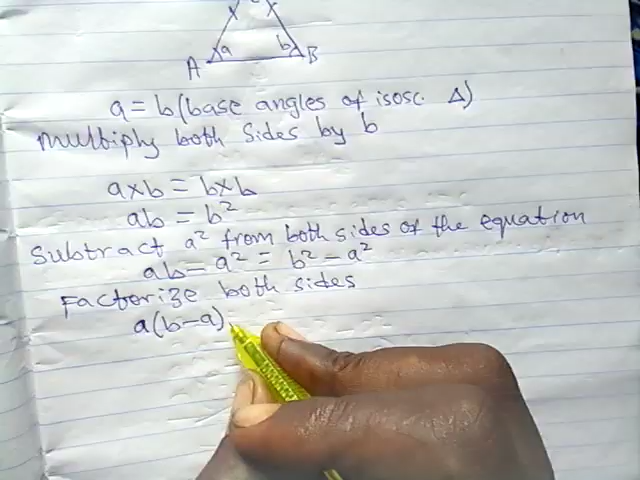 a b
A B
a = b (base angles of isosc. Δ)
Multiply both sides by b
a×b = b×b
ab = b²
Subtract a² from both sides of the equation
ab - a² = b² - a²
Factorize both sides
a(b-a)